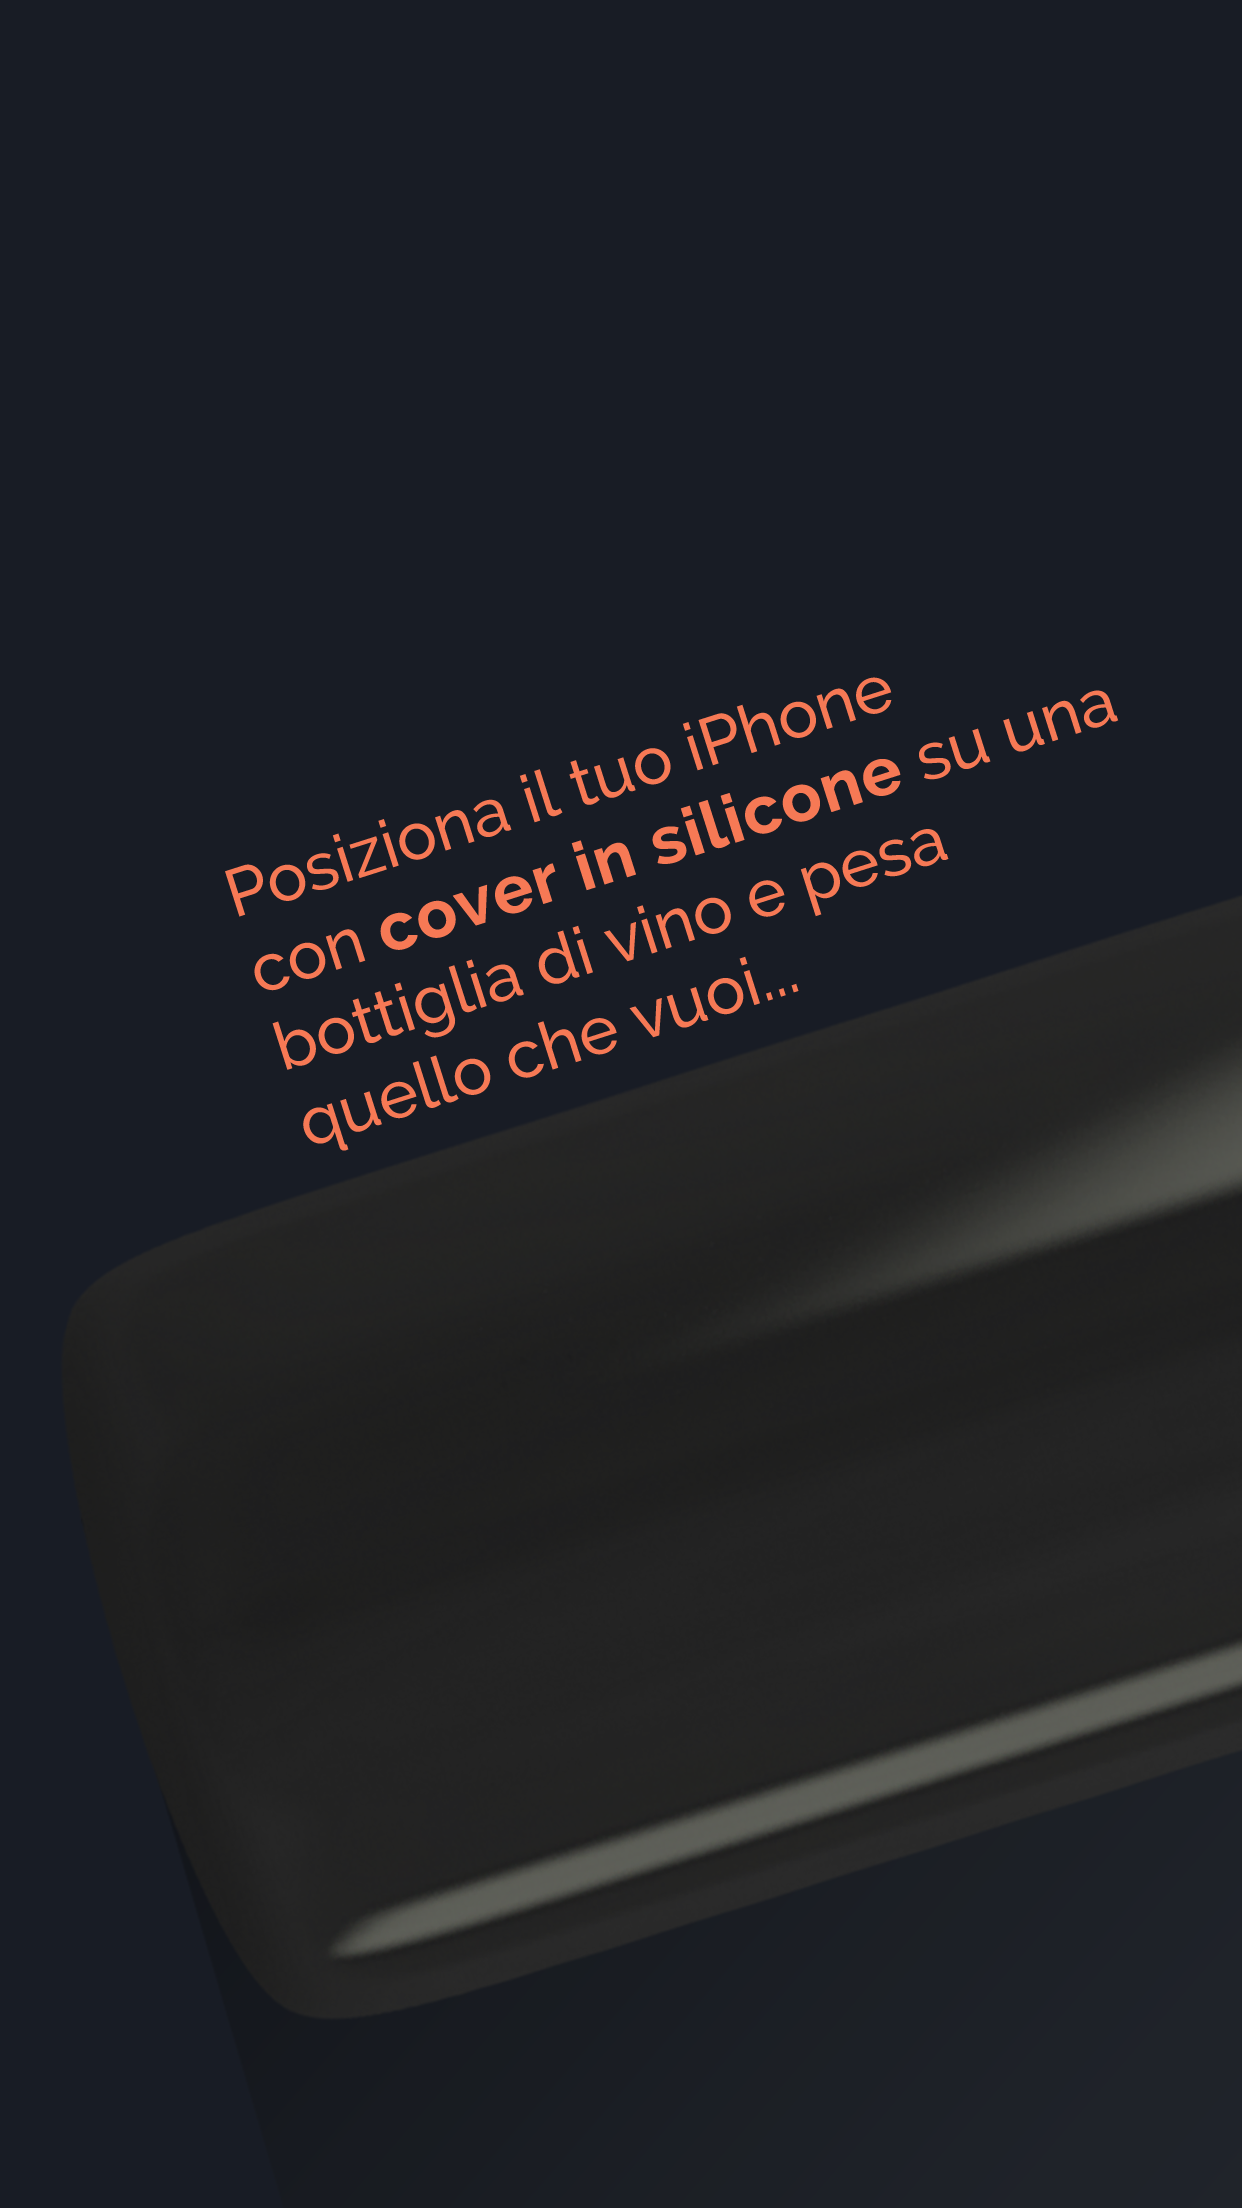 Posiziona il tuo iPhone
con cover in silicone su una
bottiglia di vino e pesa
quello che vuoi...